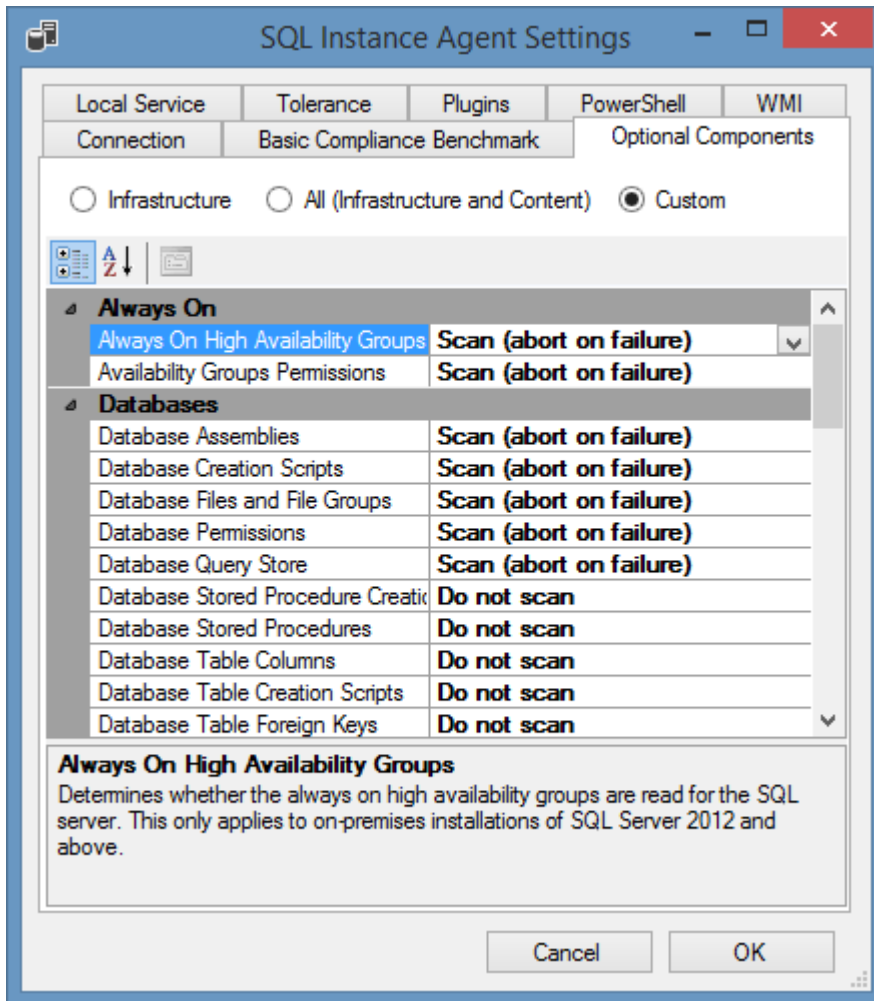 SQL Instance Agent Settings
Local Service Tolerance Plugins PowerShell WMI
Connection Basic Compliance Benchmark Optional Components
Infrastructure All (Infrastructure and Content) Custom
Always On
Always On High Availability Groups Scan (abort on failure)
Availability Groups Permissions Scan (abort on failure)
Databases
Database Assemblies Scan (abort on failure)
Database Creation Scripts Scan (abort on failure)
Database Files and File Groups Scan (abort on failure)
Database Permissions Scan (abort on failure)
Database Query Store Scan (abort on failure)
Database Stored Procedure Creatic Do not scan
Database Stored Procedures Do not scan
Database Table Columns Do not scan
Database Table Creation Scripts Do not scan
Database Table Foreign Keys Do not scan
Always On High Availability Groups
Determines whether the always on high availability groups are read for the SQL
server. This only applies to on-premises installations of SQL Server 2012 and
above.
Cancel OK